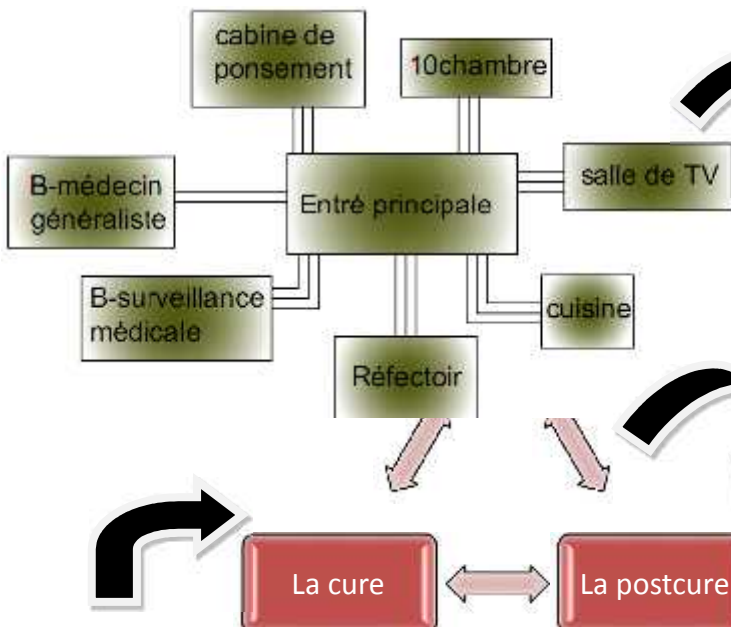 cabine de
ponsement
10chambre
B-médecin
généraliste
Entré principale
salle de TV
B-surveillance
médicale
cuisine
Réfectoir
La cure
La postcure